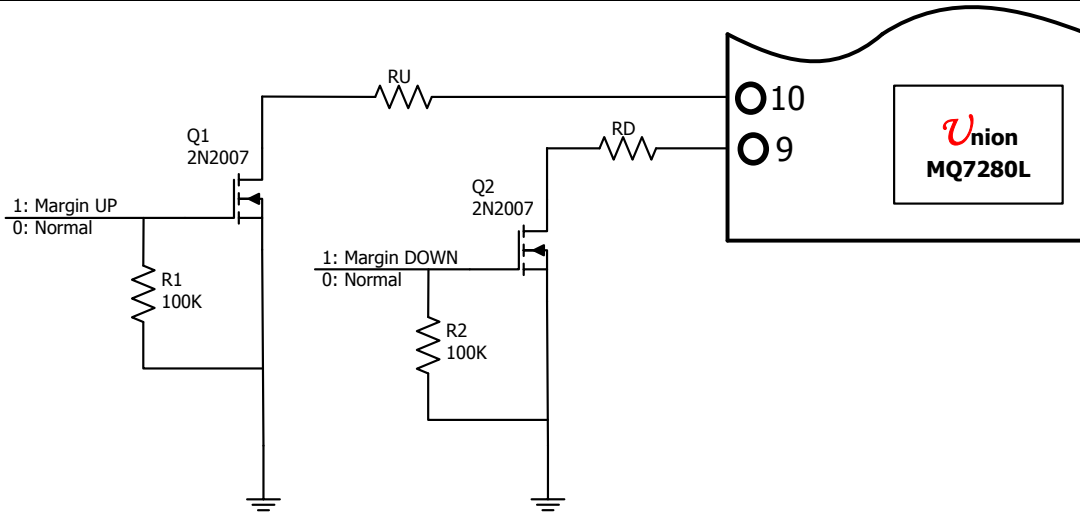 RU
10
Q1
2N2007
RD
9
Union
MQ7280L
1: Margin UP
0: Normal
Q2
2N2007
R1
100K
1: Margin DOWN
0: Normal
R2
100K